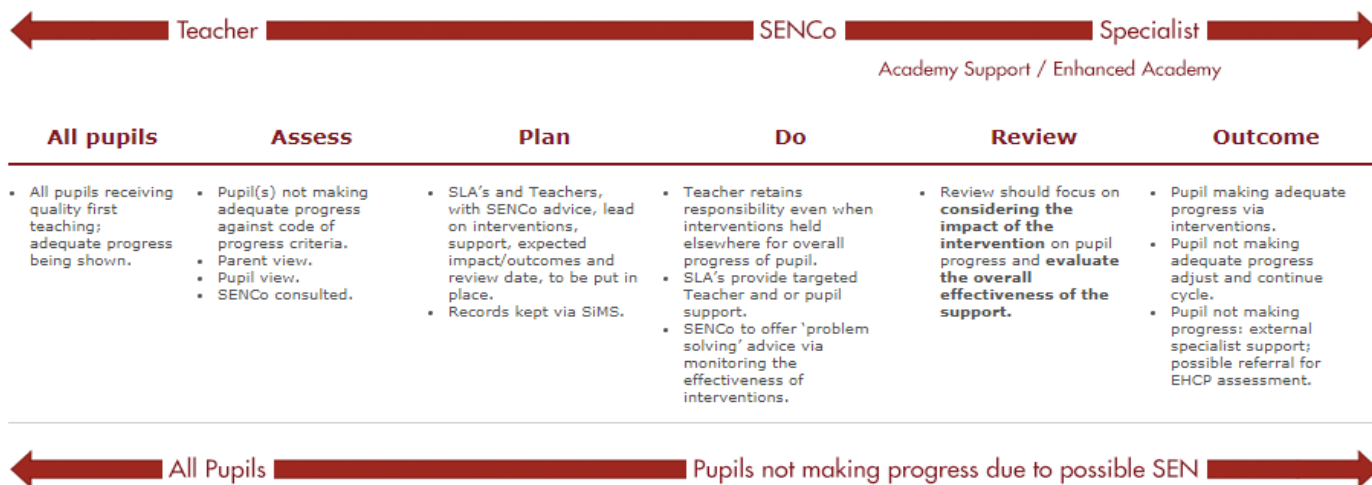 Teacher SENCo Specialist
Academy Support / Enhanced Academy
All pupils Assess Plan Do Review Outcome
• All pupils receiving
quality first
teaching;
adequate progress
being shown.
• Pupil(s) not making
adequate progress
against code of
progress criteria.
• Parent view.
• Pupil view.
• SENCo consulted.
• SLA's and Teachers,
with SENCo advice, lead
on interventions,
support, expected
impact/outcomes and
review date, to be put in
place.
• Records kept via SiMS.
• Teacher retains
responsibility even when
interventions held
elsewhere for overall
progress of pupil.
• SLA's provide targeted
Teacher and or pupil
support.
• SENCo to offer 'problem
solving' advice via
monitoring the
effectiveness of
interventions.
• Review should focus on
considering the
impact of the
intervention on pupil
progress and evaluate
the overall
effectiveness of the
support.
• Pupil making adequate
progress via
interventions.
• Pupil not making
adequate progress
adjust and continue
cycle.
• Pupil not making
progress: external
specialist support;
possible referral for
EHCP assessment.
All Pupils Pupils not making progress due to possible SEN